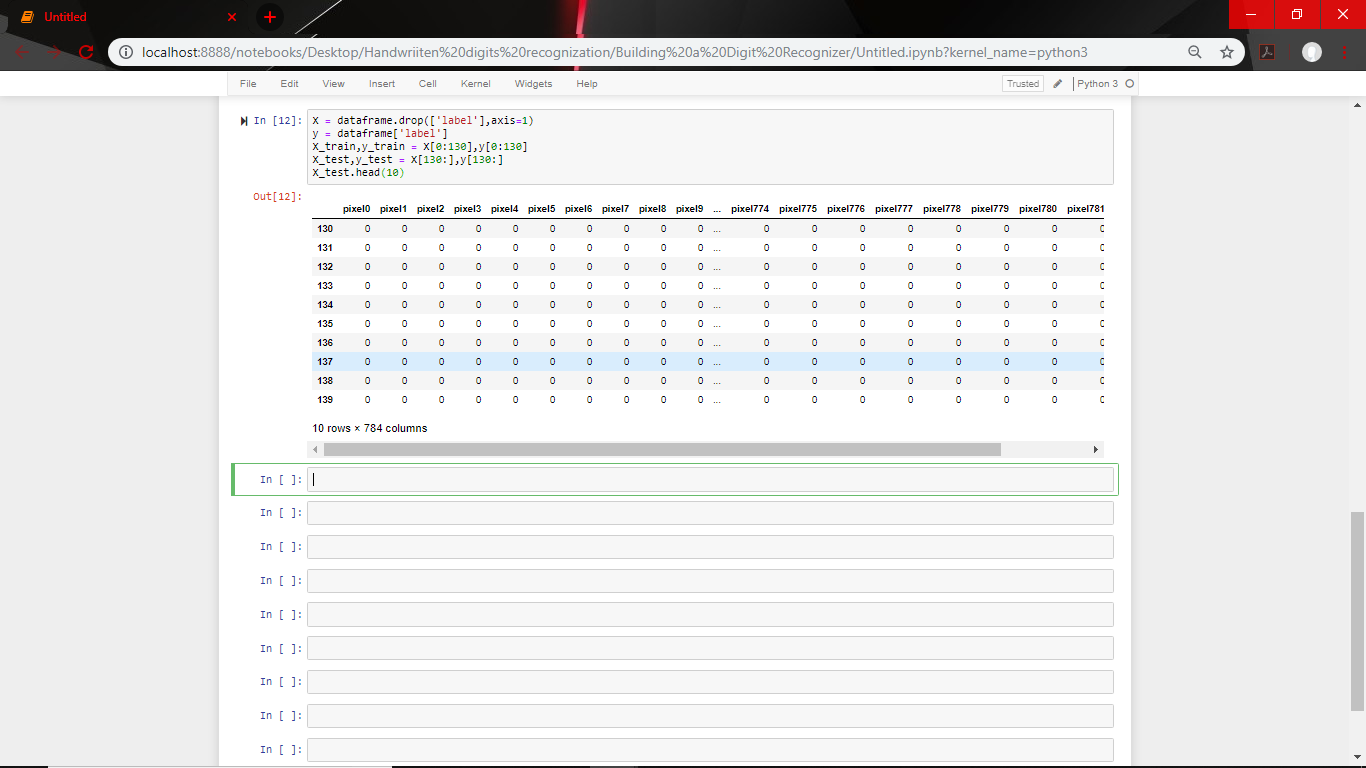 Untitled
localhost:8888/notebooks/Desktop/Handwriiten%20digits%20recognization/Building%20a%20Digit%20Recognizer/Untitled.ipynb?kernel_name=python3
File Edit View Insert Cell Kernel Widgets Help Trusted Python 3
In [12]: X = dataframe.drop(['label'],axis=1)
y = dataframe['label']
X_train,y_train = X[0:130],y[0:130]
X_test,y_test = X[130:],y[130:]
X_test.head(10)
Out[12]:
pixel0 pixel1 pixel2 pixel3 pixel4 pixel5 pixel6 pixel7 pixel8 pixel9 ... pixel774 pixel775 pixel776 pixel777 pixel778 pixel779 pixel780 pixel781
130 0 0 0 0 0 0 0 0 0 0 ... 0 0 0 0 0 0 0 0
131 0 0 0 0 0 0 0 0 0 0 ... 0 0 0 0 0 0 0 0
132 0 0 0 0 0 0 0 0 0 0 ... 0 0 0 0 0 0 0 0
133 0 0 0 0 0 0 0 0 0 0 ... 0 0 0 0 0 0 0 0
134 0 0 0 0 0 0 0 0 0 0 ... 0 0 0 0 0 0 0 0
135 0 0 0 0 0 0 0 0 0 0 ... 0 0 0 0 0 0 0 0
136 0 0 0 0 0 0 0 0 0 0 ... 0 0 0 0 0 0 0 0
137 0 0 0 0 0 0 0 0 0 0 ... 0 0 0 0 0 0 0 0
138 0 0 0 0 0 0 0 0 0 0 ... 0 0 0 0 0 0 0 0
139 0 0 0 0 0 0 0 0 0 0 ... 0 0 0 0 0 0 0 0
10 rows × 784 columns
In [ ]:
In [ ]:
In [ ]:
In [ ]:
In [ ]:
In [ ]:
In [ ]:
In [ ]:
In [ ]: